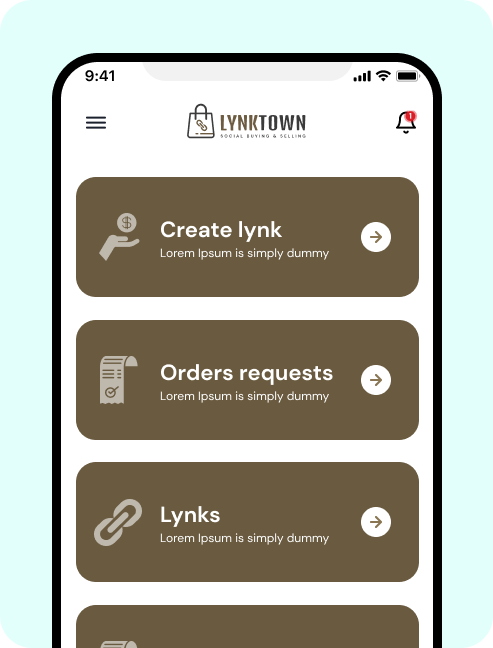 9:41
LYNKTOWN
SOCIAL BUYING & SELLING
1
Create lynk
Lorem Ipsum is simply dummy
Orders requests
Lorem Ipsum is simply dummy
Lynks
Lorem Ipsum is simply dummy